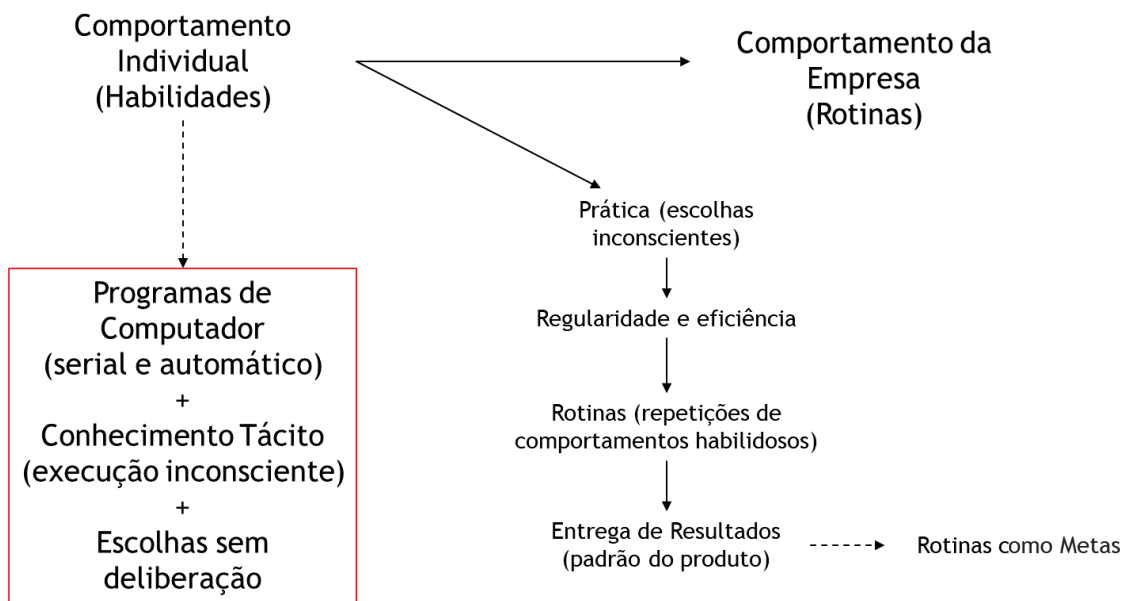 Comportamento
Individual
(Habilidades)
Comportamento da
Empresa
(Rotinas)
Prática (escolhas
inconscientes)
Regularidade e eficiência
Rotinas (repetições de
comportamentos habilidosos)
Entrega de Resultados
(padrão do produto)
Rotinas como Metas
Programas de
Computador
(serial e automático)
+
Conhecimento Tácito
(execução inconsciente)
+
Escolhas sem
deliberação